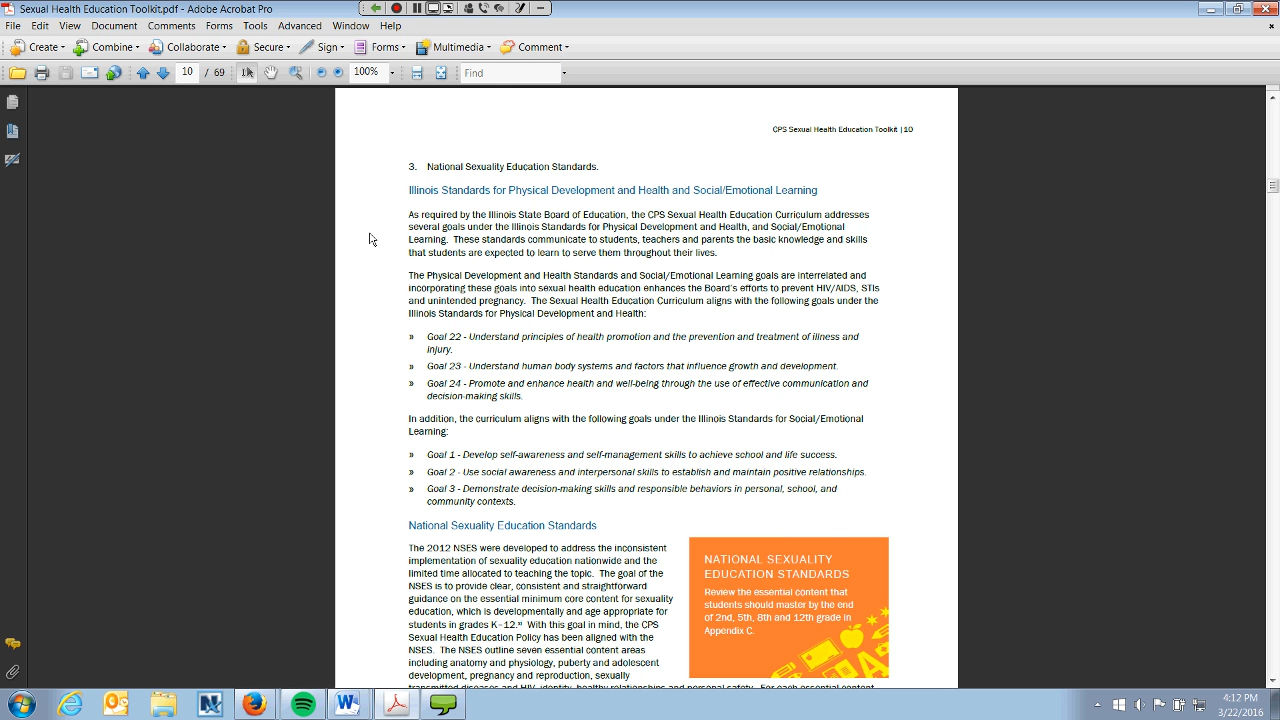 Sexual Health Education Toolkit.pdf - Adobe Acrobat Pro
File Edit View Document Comments Forms Tools Advanced Window Help
Create Combine Collaborate Secure Sign Forms Multimedia Comment
10 / 69 100% Find
CPS Sexual Health Education Toolkit |10
3. National Sexuality Education Standards.
Illinois Standards for Physical Development and Health and Social/Emotional Learning
As required by the Illinois State Board of Education, the CPS Sexual Health Education Curriculum addresses
several goals under the Illinois Standards for Physical Development and Health, and Social/Emotional
Learning. These standards communicate to students, teachers and parents the basic knowledge and skills
that students are expected to learn to serve them throughout their lives.
The Physical Development and Health Standards and Social/Emotional Learning goals are interrelated and
incorporating these goals into sexual health education enhances the Board's efforts to prevent HIV/AIDS, STIs
and unintended pregnancy. The Sexual Health Education Curriculum aligns with the following goals under the
Illinois Standards for Physical Development and Health:
» Goal 22 - Understand principles of health promotion and the prevention and treatment of illness and
injury.
» Goal 23 - Understand human body systems and factors that influence growth and development.
» Goal 24 - Promote and enhance health and well-being through the use of effective communication and
decision-making skills.
In addition, the curriculum aligns with the following goals under the Illinois Standards for Social/Emotional
Learning:
» Goal 1 - Develop self-awareness and self-management skills to achieve school and life success.
» Goal 2 - Use social awareness and interpersonal skills to establish and maintain positive relationships.
» Goal 3 - Demonstrate decision-making skills and responsible behaviors in personal, school, and
community contexts.
National Sexuality Education Standards
The 2012 NSES were developed to address the inconsistent
implementation of sexuality education nationwide and the
limited time allocated to teaching the topic. The goal of the
NSES is to provide clear, consistent and straightforward
guidance on the essential minimum core content for sexuality
education, which is developmentally and age appropriate for
students in grades K–12.xi With this goal in mind, the CPS
Sexual Health Education Policy has been aligned with the
NSES. The NSES outline seven essential content areas
including anatomy and physiology, puberty and adolescent
development, pregnancy and reproduction, sexually
transmitted diseases and HIV, identity, healthy relationships and personal safety. For each essential content
NATIONAL SEXUALITY
EDUCATION STANDARDS
Review the essential content that
students should master by the end
of 2nd, 5th, 8th and 12th grade in
Appendix C.
4:12 PM
3/22/2016